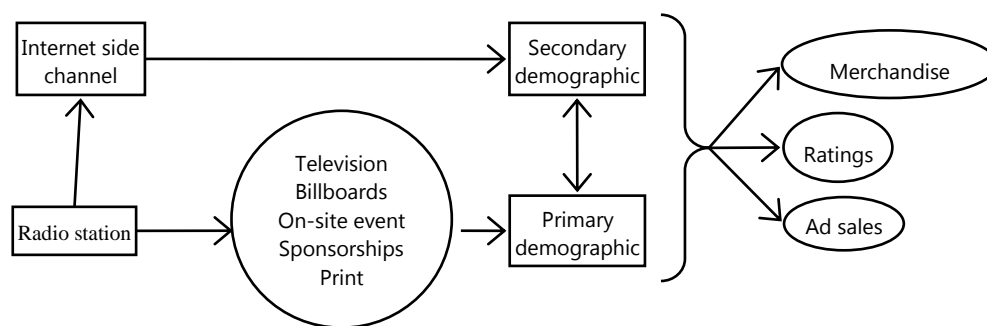 Internet side
channel
Secondary
demographic
Merchandise
Television
Billboards
On-site event
Sponsorships
Print
Ratings
Radio station
Primary
demographic
Ad sales